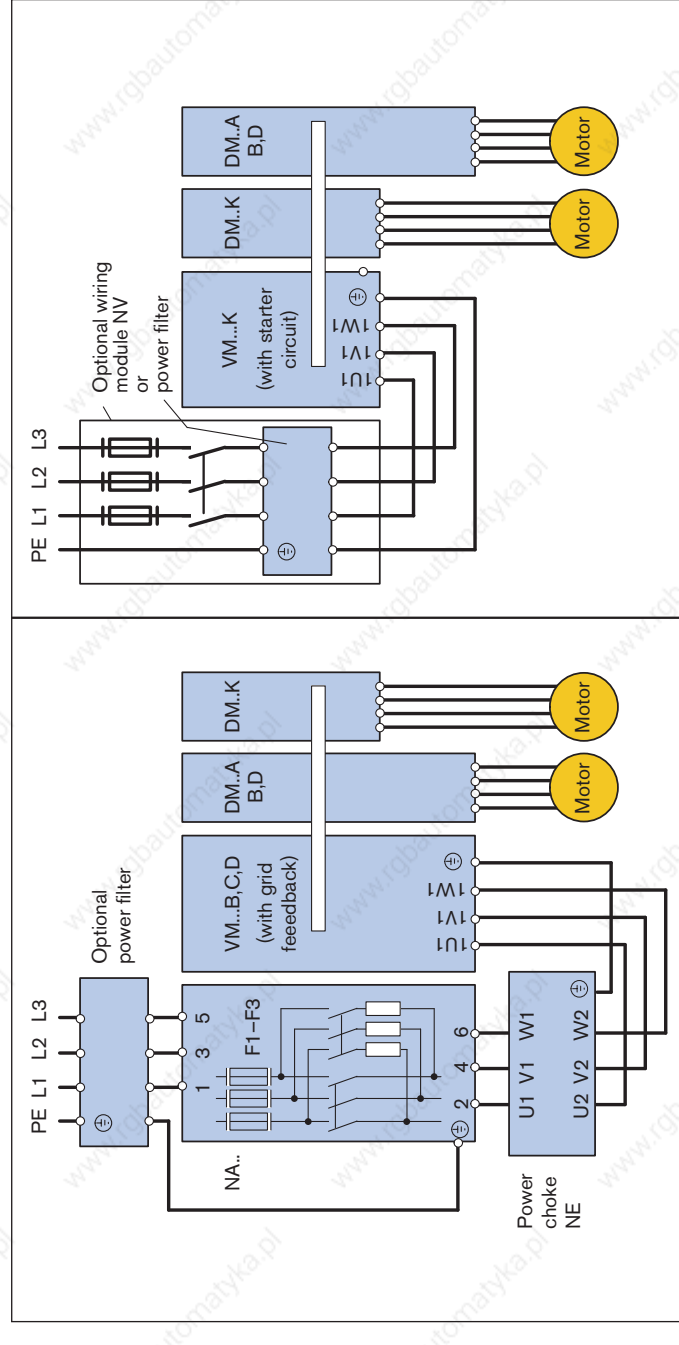 PE L1 L2 L3
Optional
power filter
NA..
1 3 5
F1–F3
2 4 6
Power
choke
NE
U1 V1 W1
U2 V2 W2
VM...B,C,D
(with grid
feeedback)
1U1 1V1 1W1
DM..A
B,D
DM..K
Motor
Motor
PE L1 L2 L3
Optional wiring
module NV
or
power filter
VM...K
(with starter
circuit)
1U1 1V1 1W1
DM..K
DM..A
B,D
Motor
Motor
www.rgbautomatyka.pl